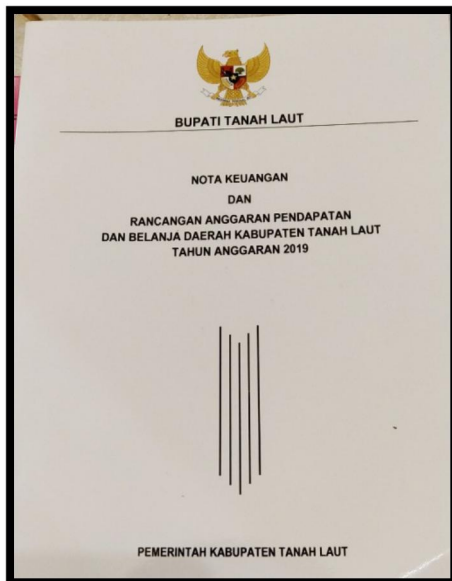 BUPATI TANAH LAUT
NOTA KEUANGAN
DAN
RANCANGAN ANGGARAN PENDAPATAN
DAN BELANJA DAERAH KABUPATEN TANAH LAUT
TAHUN ANGGARAN 2019
PEMERINTAH KABUPATEN TANAH LAUT